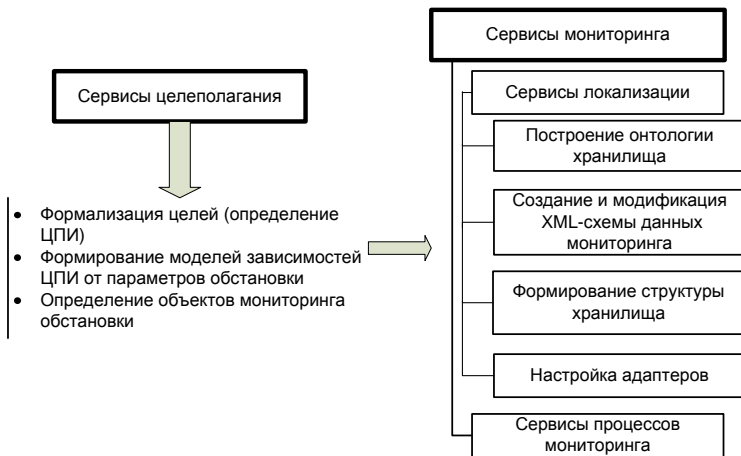 Сервисы целеполагания
• Формализация целей (определение
ЦПИ)
• Формирование моделей зависимостей
ЦПИ от параметров обстановки
• Определение объектов мониторинга
обстановки
Сервисы мониторинга
Сервисы локализации
Построение онтологии
хранилища
Создание и модификация
XML-схемы данных
мониторинга
Формирование структуры
хранилища
Настройка адаптеров
Сервисы процессов
мониторинга